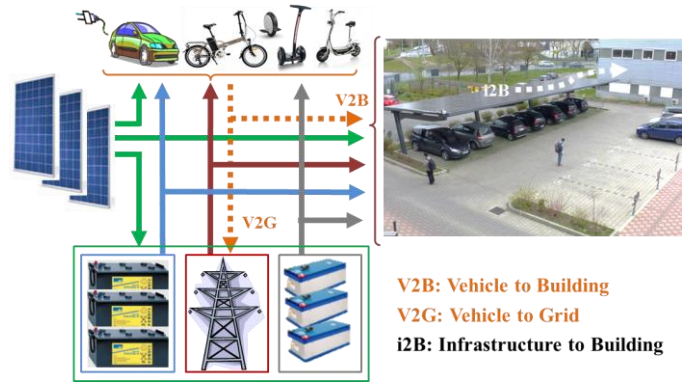 i2B
V2B
V2G
V2B: Vehicle to Building
V2G: Vehicle to Grid
i2B: Infrastructure to Building